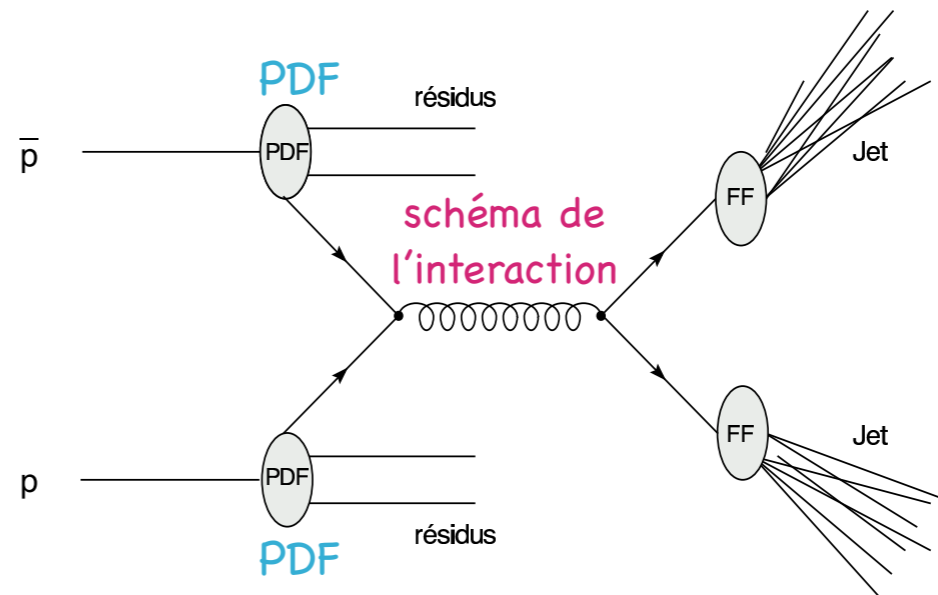 PDF
résidus
p̅
PDF
Jet
FF
schéma de
l'interaction
FF
Jet
p
PDF
résidus
PDF